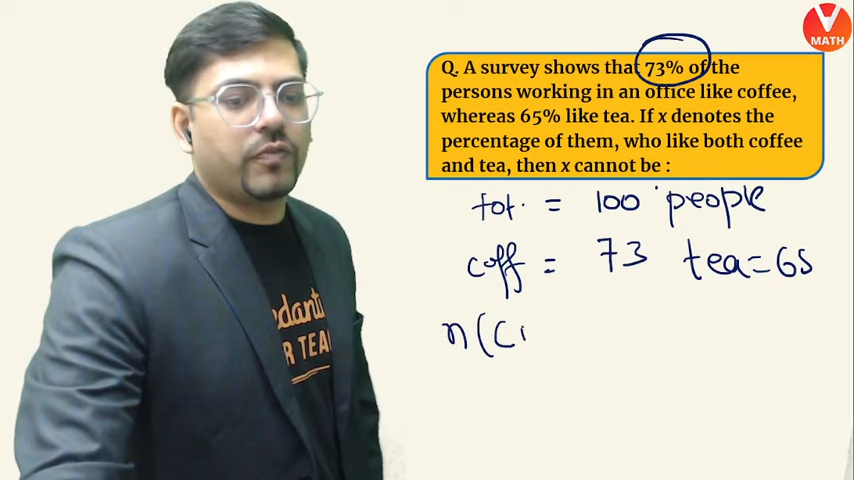 V
MATH
Q. A survey shows that 73% of the
persons working in an office like coffee,
whereas 65% like tea. If x denotes the
percentage of them, who like both coffee
and tea, then x cannot be :
tot. = 100 people
coff = 73 tea=65
n(C
edant
R TEA